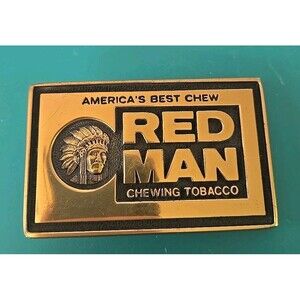 AMERICA'S BEST CHEW
RED
MAN
CHEWING TOBACCO